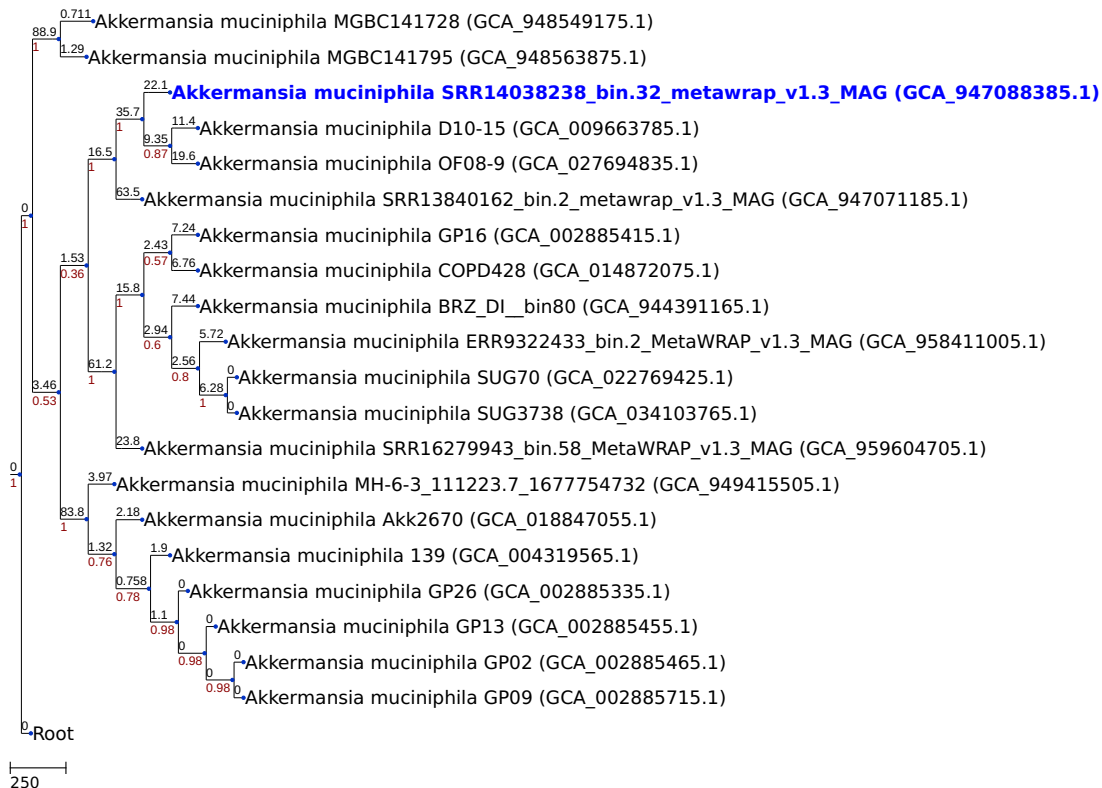 0.711
Akkermansia muciniphila MGBC141728 (GCA_948549175.1)
88.9
1
1.29
Akkermansia muciniphila MGBC141795 (GCA_948563875.1)
22.1
Akkermansia muciniphila SRR14038238_bin.32_metawrap_v1.3_MAG (GCA_947088385.1)
35.7
1
11.4
Akkermansia muciniphila D10-15 (GCA_009663785.1)
9.35
0.87
19.6
Akkermansia muciniphila OF08-9 (GCA_027694835.1)
16.5
1
63.5
Akkermansia muciniphila SRR13840162_bin.2_metawrap_v1.3_MAG (GCA_947071185.1)
0
1
7.24
Akkermansia muciniphila GP16 (GCA_002885415.1)
2.43
0.57
6.76
Akkermansia muciniphila COPD428 (GCA_014872075.1)
1.53
0.36
15.8
1
7.44
Akkermansia muciniphila BRZ_DI__bin80 (GCA_944391165.1)
2.94
0.6
5.72
Akkermansia muciniphila ERR9322433_bin.2_MetaWRAP_v1.3_MAG (GCA_958411005.1)
2.56
0.8
0
Akkermansia muciniphila SUG70 (GCA_022769425.1)
61.2
1
6.28
1
0
Akkermansia muciniphila SUG3738 (GCA_034103765.1)
3.46
0.53
23.8
Akkermansia muciniphila SRR16279943_bin.58_MetaWRAP_v1.3_MAG (GCA_959604705.1)
0
1
3.97
Akkermansia muciniphila MH-6-3_111223.7_1677754732 (GCA_949415505.1)
83.8
1
2.18
Akkermansia muciniphila Akk2670 (GCA_018847055.1)
1.32
0.76
1.9
Akkermansia muciniphila 139 (GCA_004319565.1)
0.758
0.78
0
Akkermansia muciniphila GP26 (GCA_002885335.1)
1.1
0.98
0
Akkermansia muciniphila GP13 (GCA_002885455.1)
0
0.98
0
Akkermansia muciniphila GP02 (GCA_002885465.1)
0
0.98
0
Akkermansia muciniphila GP09 (GCA_002885715.1)
0
Root
250